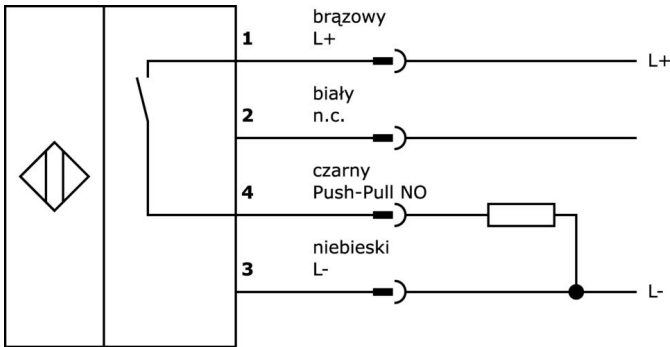 brązowy
1 L+ L+
biały
2 n.c.
czarny
4 Push-Pull NO
niebieski
3 L- L-